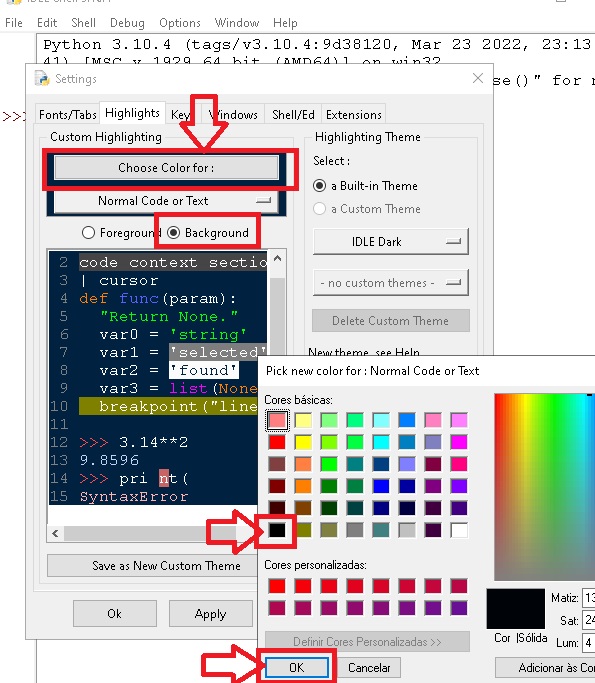 File Edit Shell Debug Options Window Help
Python 3.10.4 (tags/v3.10.4:9d38120, Mar 23 2022, 23:13
41) [MSC v.1929 64 bit (AMD64)] on win32
Settings
>>>
Fonts/Tabs Highlights Windows Shell/Ed Extensions
Custom Highlighting
Choose Color for :
Normal Code or Text
Foreground Background
2 code context sectio
3 | cursor
4 def func(param):
5 "Return None."
6 var0 = 'string'
7 var1 = 'selected'
8 var2 = 'found'
9 var3 = list(None
10 breakpoint("line
11
12 >>> 3.14**2
13 9.8596
14 >>> pri nt(
15 SyntaxError
Save as New Custom Theme
Ok Apply
Highlighting Theme
Select :
a Built-in Theme
a Custom Theme
IDLE Dark
- no custom themes -
Delete Custom Theme
New theme, see Help
Pick new color for : Normal Code or Text
Cores básicas:
Cores personalizadas:
Definir Cores Personalizadas >>
OK Cancelar
Cor |Sólida
Matiz: 13
Sat: 24
Lum: 4
Adicionar às Co